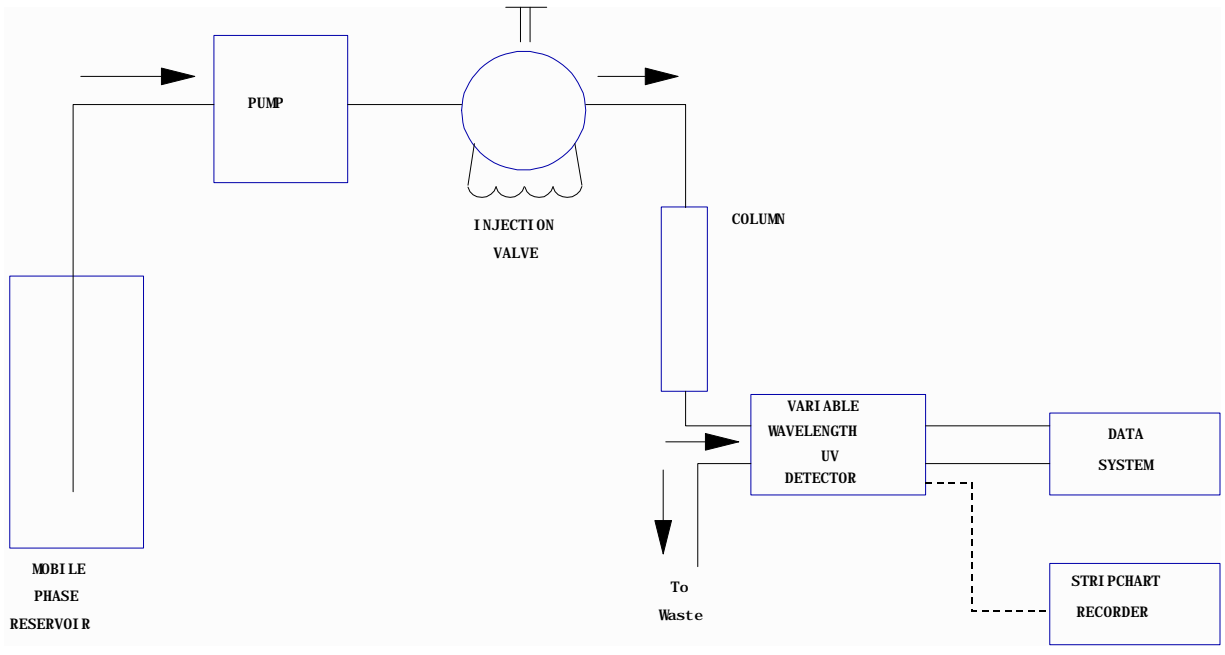 PUMP
INJECTION
VALVE
COLUMN
VARIABLE
WAVELENGTH
UV
DETECTOR
DATA
SYSTEM
MOBILE
PHASE
RESERVOIR
To
Waste
STRIPCHART
RECORDER